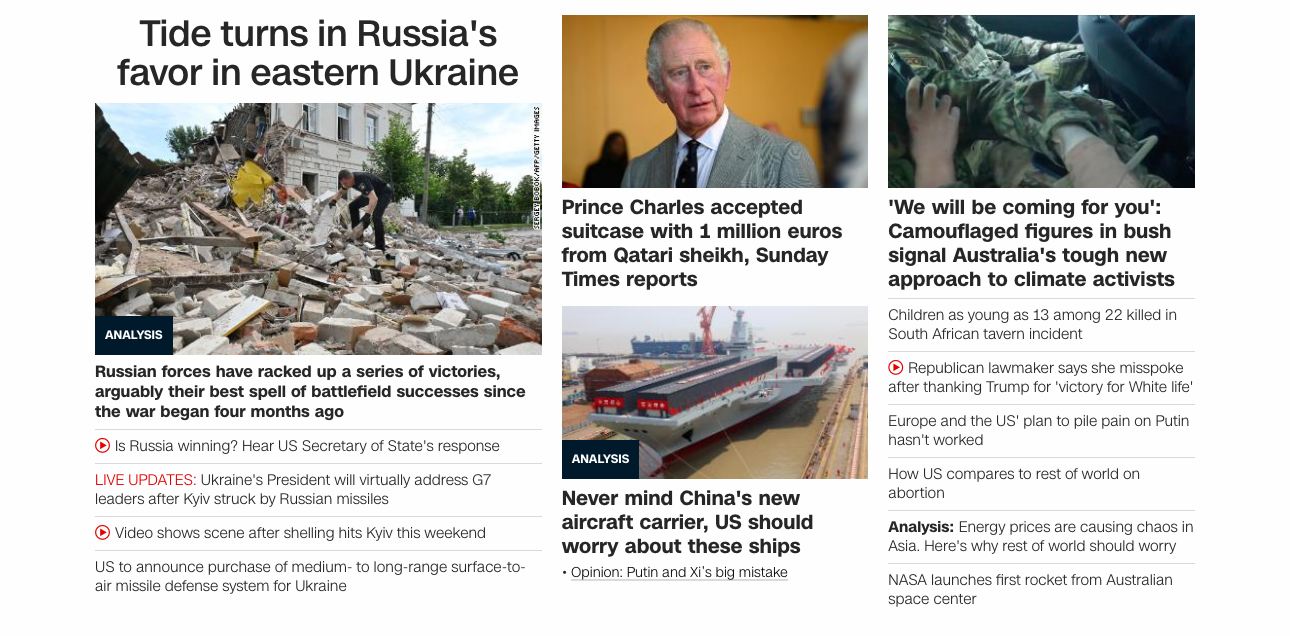 Tide turns in Russia's
favor in eastern Ukraine
SERGEY BOBOK/AFP/GETTY IMAGES
ANALYSIS
Russian forces have racked up a series of victories,
arguably their best spell of battlefield successes since
the war began four months ago
Is Russia winning? Hear US Secretary of State's response
LIVE UPDATES: Ukraine's President will virtually address G7
leaders after Kyiv struck by Russian missiles
Video shows scene after shelling hits Kyiv this weekend
US to announce purchase of medium- to long-range surface-to-
air missile defense system for Ukraine
Prince Charles accepted
suitcase with 1 million euros
from Qatari sheikh, Sunday
Times reports
ANALYSIS
Never mind China's new
aircraft carrier, US should
worry about these ships
• Opinion: Putin and Xi's big mistake
'We will be coming for you':
Camouflaged figures in bush
signal Australia's tough new
approach to climate activists
Children as young as 13 among 22 killed in
South African tavern incident
Republican lawmaker says she misspoke
after thanking Trump for 'victory for White life'
Europe and the US' plan to pile pain on Putin
hasn't worked
How US compares to rest of world on
abortion
Analysis: Energy prices are causing chaos in
Asia. Here's why rest of world should worry
NASA launches first rocket from Australian
space center